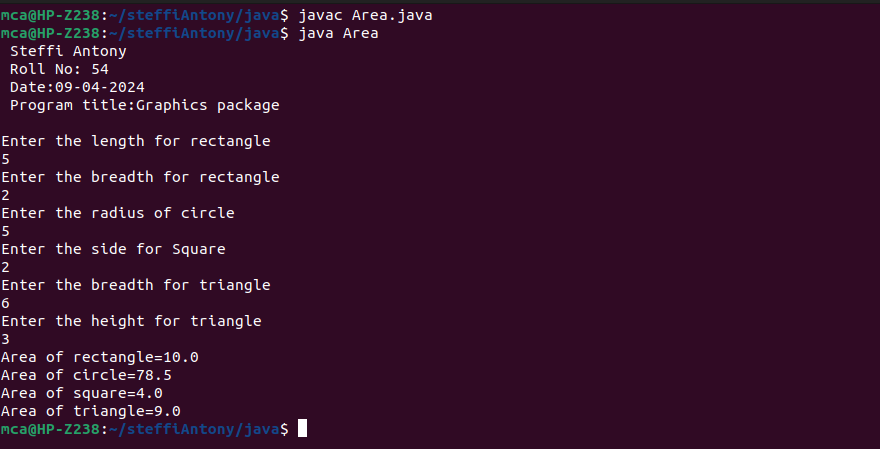 mca@HP-Z238:~/steffiAntony/java$ javac Area.java
mca@HP-Z238:~/steffiAntony/java$ java Area
Steffi Antony
Roll No: 54
Date:09-04-2024
Program title:Graphics package
Enter the length for rectangle
5
Enter the breadth for rectangle
2
Enter the radius of circle
5
Enter the side for Square
2
Enter the breadth for triangle
6
Enter the height for triangle
3
Area of rectangle=10.0
Area of circle=78.5
Area of square=4.0
Area of triangle=9.0
mca@HP-Z238:~/steffiAntony/java$